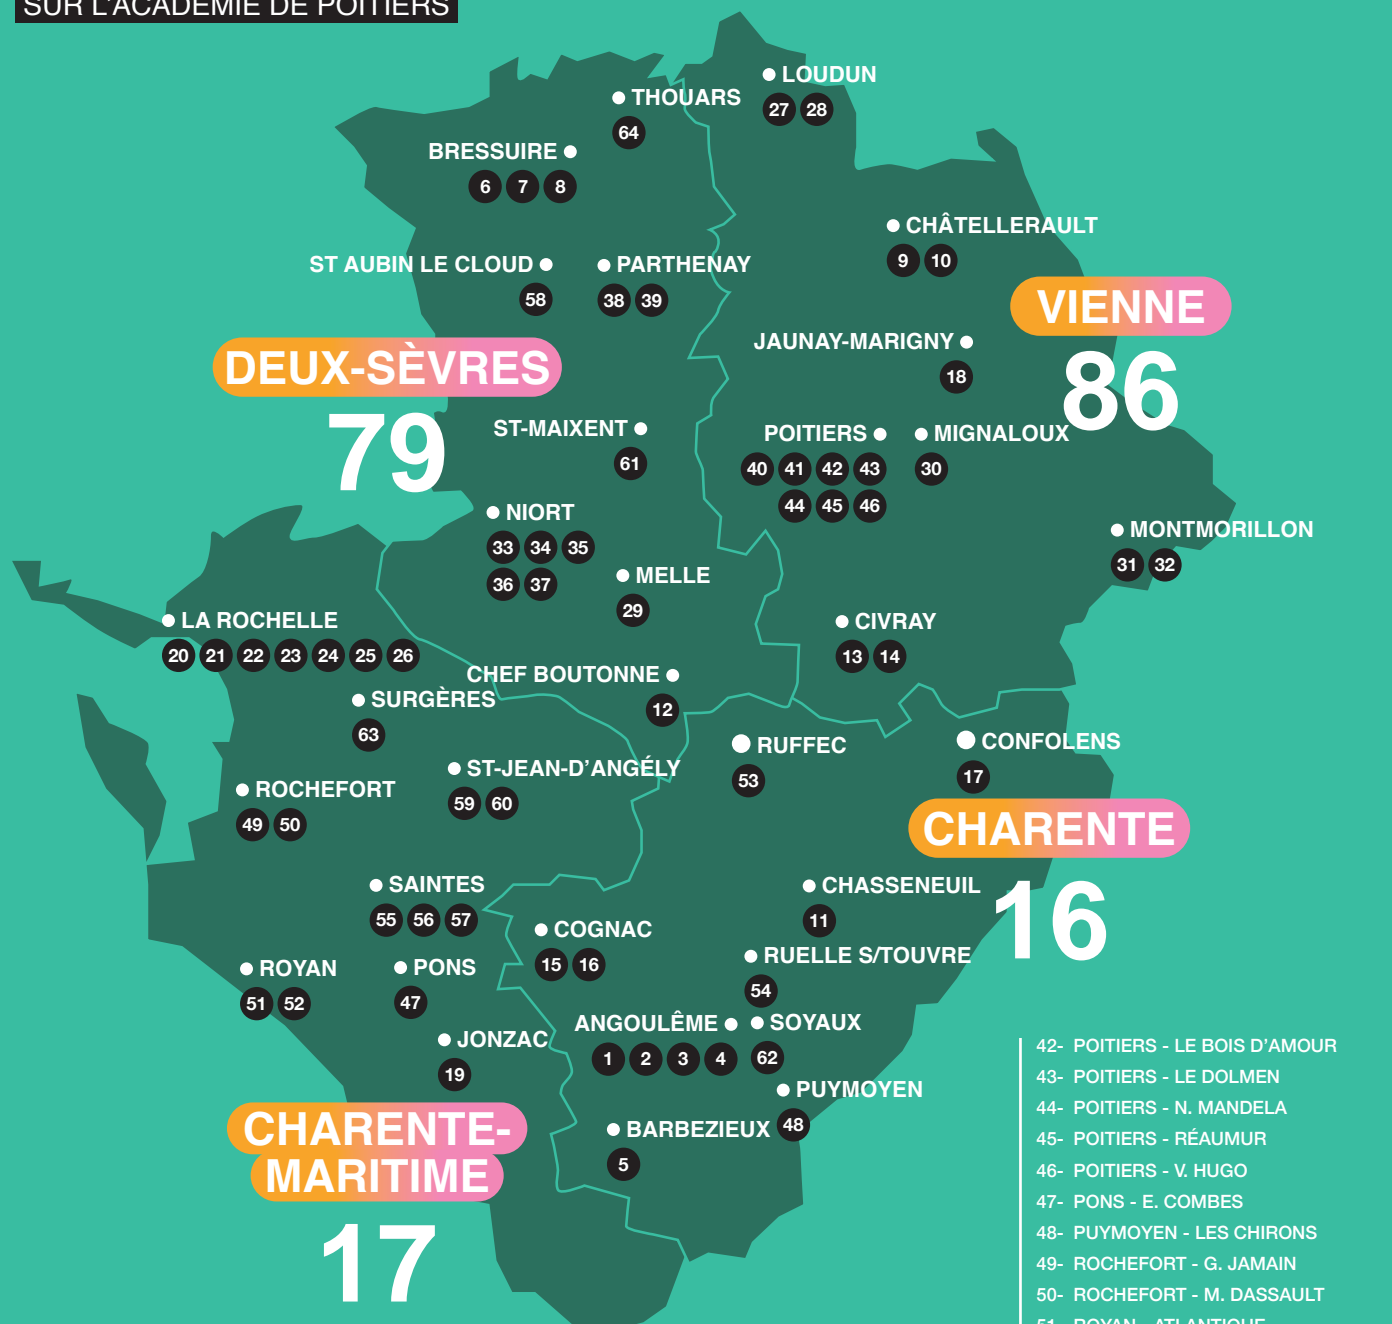 SUR L'ACADÉMIE DE POITIERS
LOUDUN
27 28
THOUARS
64
BRESSUIRE
6 7 8
CHÂTELLERAULT
9 10
ST AUBIN LE CLOUD
58
PARTHENAY
38 39
VIENNE
86
JAUNAY-MARIGNY
18
DEUX-SÈVRES
79
ST-MAIXENT
61
POITIERS
40 41 42 43
44 45 46
MIGNALOUX
30
NIORT
33 34 35
36 37
MONTMORILLON
31 32
MELLE
29
LA ROCHELLE
20 21 22 23 24 25 26
CIVRAY
13 14
CHEF BOUTONNE
12
SURGÈRES
63
RUFFEC
53
CONFOLENS
17
ST-JEAN-D'ANGÉLY
59 60
ROCHEFORT
49 50
CHARENTE
16
SAINTES
55 56 57
CHASSENEUIL
11
COGNAC
15 16
RUELLE S/TOUVRE
54
ROYAN
51 52
PONS
47
ANGOULÊME
1 2 3 4
SOYAUX
62
JONZAC
19
PUYMOYEN
48
CHARENTE-
MARITIME
17
BARBEZIEUX
5
42- POITIERS - LE BOIS D'AMOUR
43- POITIERS - LE DOLMEN
44- POITIERS - N. MANDELA
45- POITIERS - RÉAUMUR
46- POITIERS - V. HUGO
47- PONS - E. COMBES
48- PUYMOYEN - LES CHIRONS
49- ROCHEFORT - G. JAMAIN
50- ROCHEFORT - M. DASSAULT
51- ROYAN - ATLANTIQUE